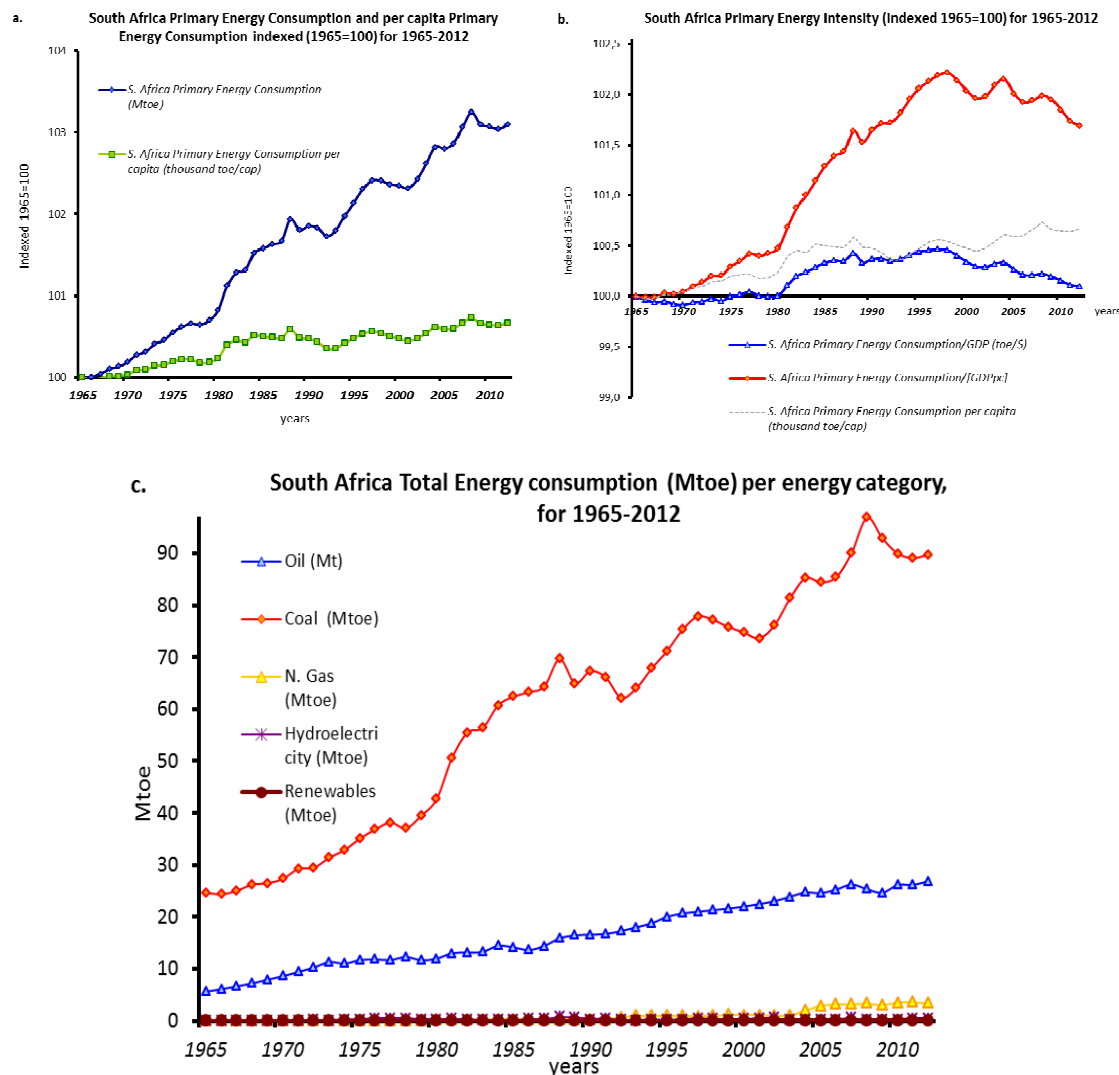 a.
South Africa Primary Energy Consumption and per capita Primary
Energy Consumption indexed (1965=100) for 1965-2012
104
103
102
101
100
Indexed 1965=100
S. Africa Primary Energy Consumption
(Mtoe)
S. Africa Primary Energy Consumption per
capita (thousand toe/cap)
1965 1970 1975 1980 1985 1990 1995 2000 2005 2010
years
b.
South Africa Primary Energy Intensity (Indexed 1965=100) for 1965-2012
102,5
102,0
101,5
101,0
100,5
100,0
99,5
99,0
Indexed 1965=100
1965 1970 1975 1980 1985 1990 1995 2000 2005 2010
years
S. Africa Primary Energy Consumption/GDP (toe/$)
S. Africa Primary Energy Consumption/[GDPpc]
S. Africa Primary Energy Consumption per capita
(thousand toe/cap)
c.
South Africa Total Energy consumption (Mtoe) per energy category,
for 1965-2012
90
80
70
60
50
40
30
20
10
0
Mtoe
Oil (Mt)
Coal (Mtoe)
N. Gas
(Mtoe)
Hydroelectri
city (Mtoe)
Renewables
(Mtoe)
1965 1970 1975 1980 1985 1990 1995 2000 2005 2010
years